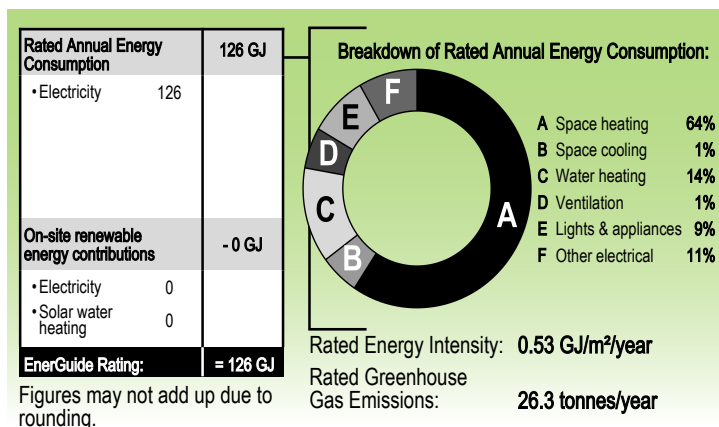 Rated Annual Energy Consumption 126 GJ
• Electricity 126
On-site renewable energy contributions - 0 GJ
• Electricity 0
• Solar water heating 0
EnerGuide Rating: = 126 GJ
Figures may not add up due to
rounding.
Breakdown of Rated Annual Energy Consumption:
A
B
C
D
E
F
A Space heating 64%
B Space cooling 1%
C Water heating 14%
D Ventilation 1%
E Lights & appliances 9%
F Other electrical 11%
Rated Energy Intensity: 0.53 GJ/m²/year
Rated Greenhouse
Gas Emissions: 26.3 tonnes/year